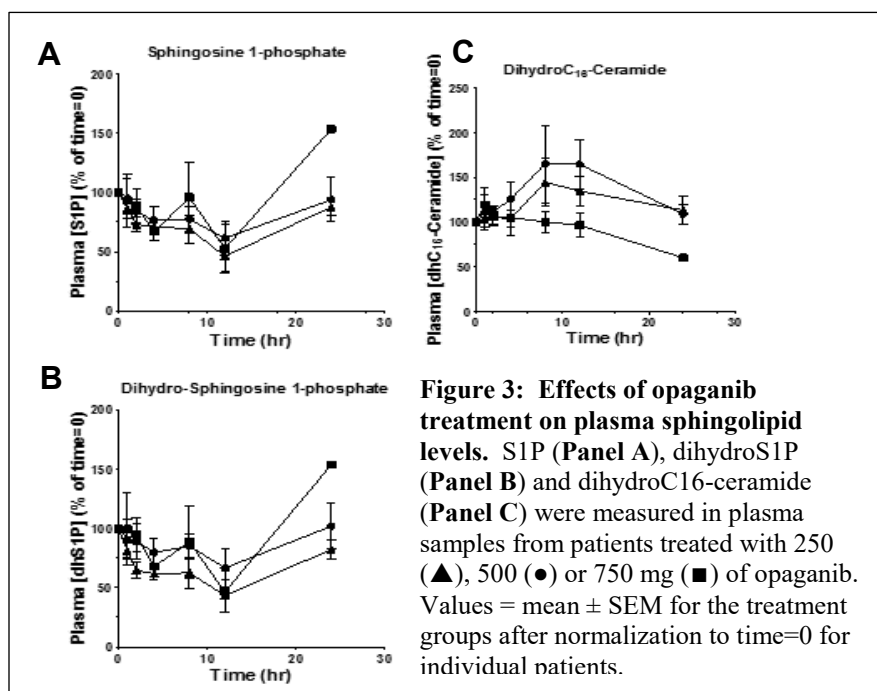 A
Sphingosine 1-phosphate
Plasma [S1P] (% of time=0)
200
150
100
50
0
0
10
20
30
Time (hr)
B
Dihydro-Sphingosine 1-phosphate
Plasma [dhS1P] (% of time=0)
200
150
100
50
0
0
10
20
30
Time (hr)
C
DihydroC₁₆-Ceramide
Plasma [dhC₁₆-Ceramide] (% of time=0)
250
200
150
100
50
0
0
10
20
30
Time (hr)
Figure 3: Effects of opaganib
treatment on plasma sphingolipid
levels. S1P (Panel A), dihydroS1P
(Panel B) and dihydroC16-ceramide
(Panel C) were measured in plasma
samples from patients treated with 250
(▲), 500 (●) or 750 mg (■) of opaganib.
Values = mean ± SEM for the treatment
groups after normalization to time=0 for
individual patients.